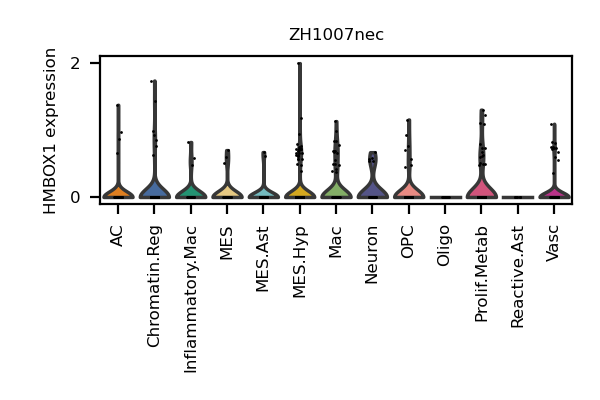 ZH1007nec
HMBOX1 expression
2
0
AC
Chromatin.Reg
Inflammatory.Mac
MES
MES.Ast
MES.Hyp
Mac
Neuron
OPC
Oligo
Prolif.Metab
Reactive.Ast
Vasc